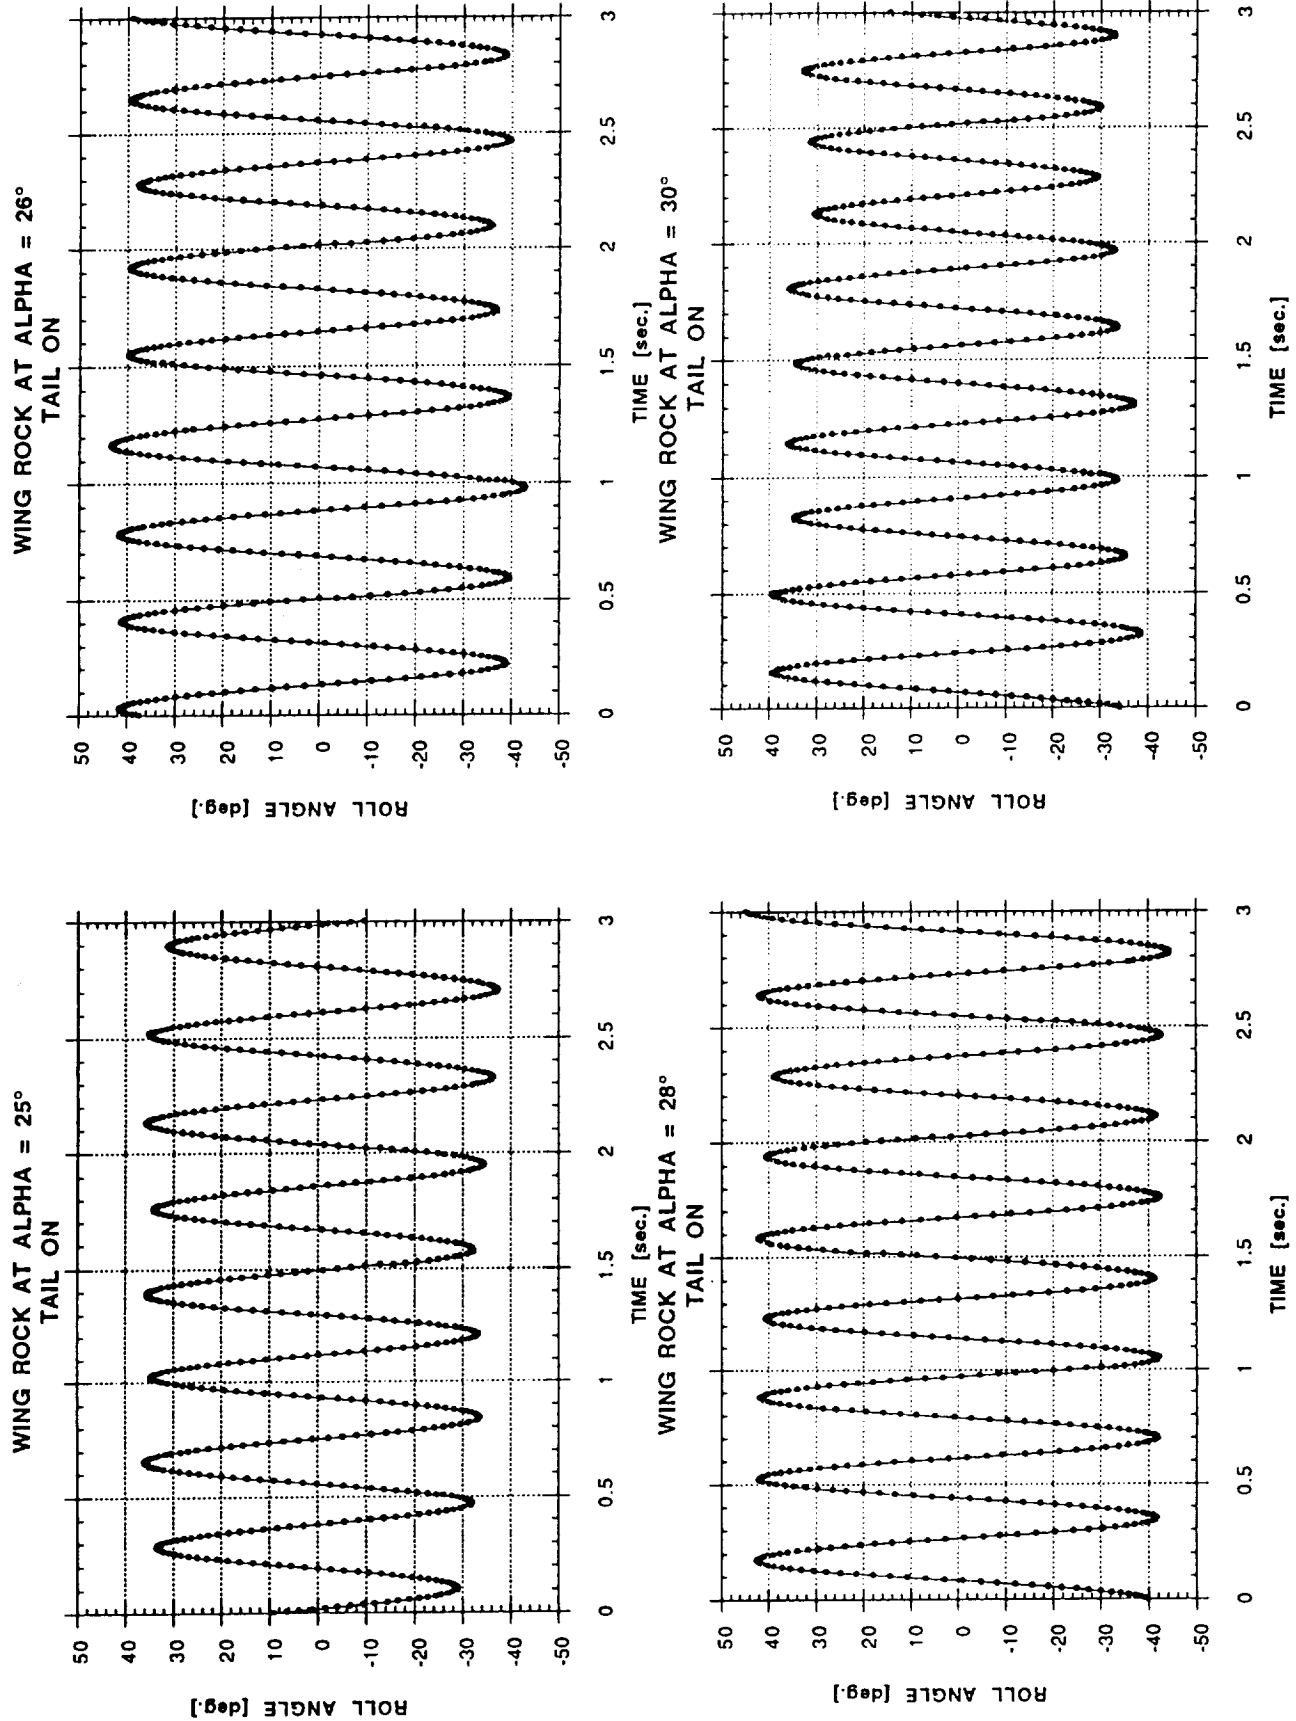 WING ROCK AT ALPHA = 25°
TAIL ON
ROLL ANGLE [deg.]
50
40
30
20
10
0
-10
-20
-30
-40
-50
0 0.5 1 1.5 2 2.5 3
TIME [sec.]
WING ROCK AT ALPHA = 26°
TAIL ON
ROLL ANGLE [deg.]
50
40
30
20
10
0
-10
-20
-30
-40
-50
0 0.5 1 1.5 2 2.5 3
TIME [sec.]
WING ROCK AT ALPHA = 28°
TAIL ON
ROLL ANGLE [deg.]
50
40
30
20
10
0
-10
-20
-30
-40
-50
0 0.5 1 1.5 2 2.5 3
TIME [sec.]
WING ROCK AT ALPHA = 30°
TAIL ON
ROLL ANGLE [deg.]
50
40
30
20
10
0
-10
-20
-30
-40
-50
0 0.5 1 1.5 2 2.5 3
TIME [sec.]